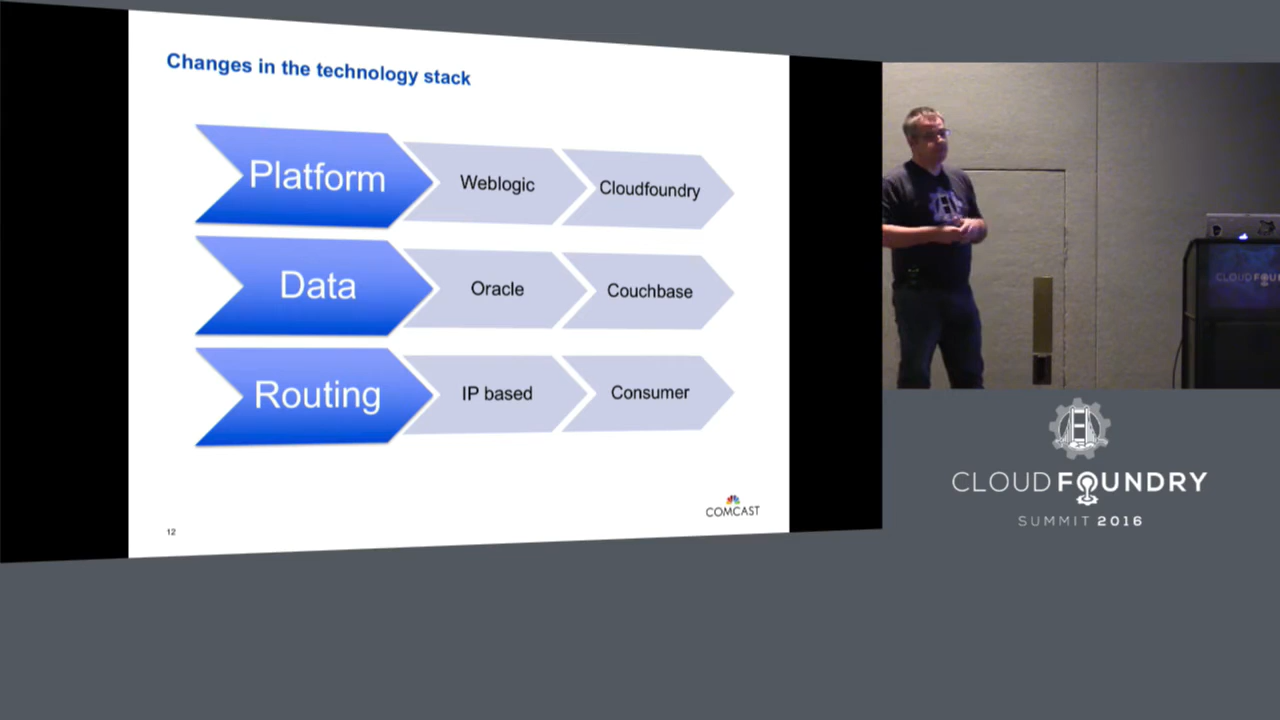 Changes in the technology stack
Platform
Weblogic
Cloudfoundry
Data
Oracle
Couchbase
Routing
IP based
Consumer
COMCAST
12
CLOUD FOUNDRY
SUMMIT 2016